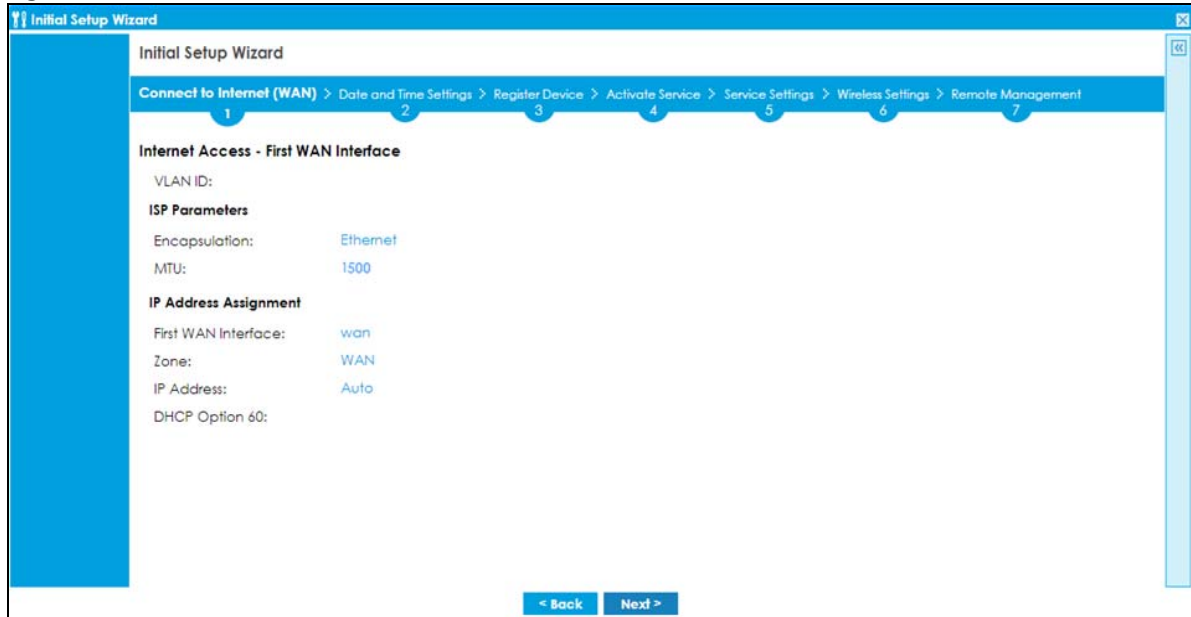 Initial Setup Wizard
Initial Setup Wizard
Connect to Internet (WAN) > Date and Time Settings > Register Device > Activate Service > Service Settings > Wireless Settings > Remote Management
1 2 3 4 5 6 7
Internet Access - First WAN Interface
VLAN ID:
ISP Parameters
Encapsulation: Ethernet
MTU: 1500
IP Address Assignment
First WAN Interface: wan
Zone: WAN
IP Address: Auto
DHCP Option 60:
< Back Next >